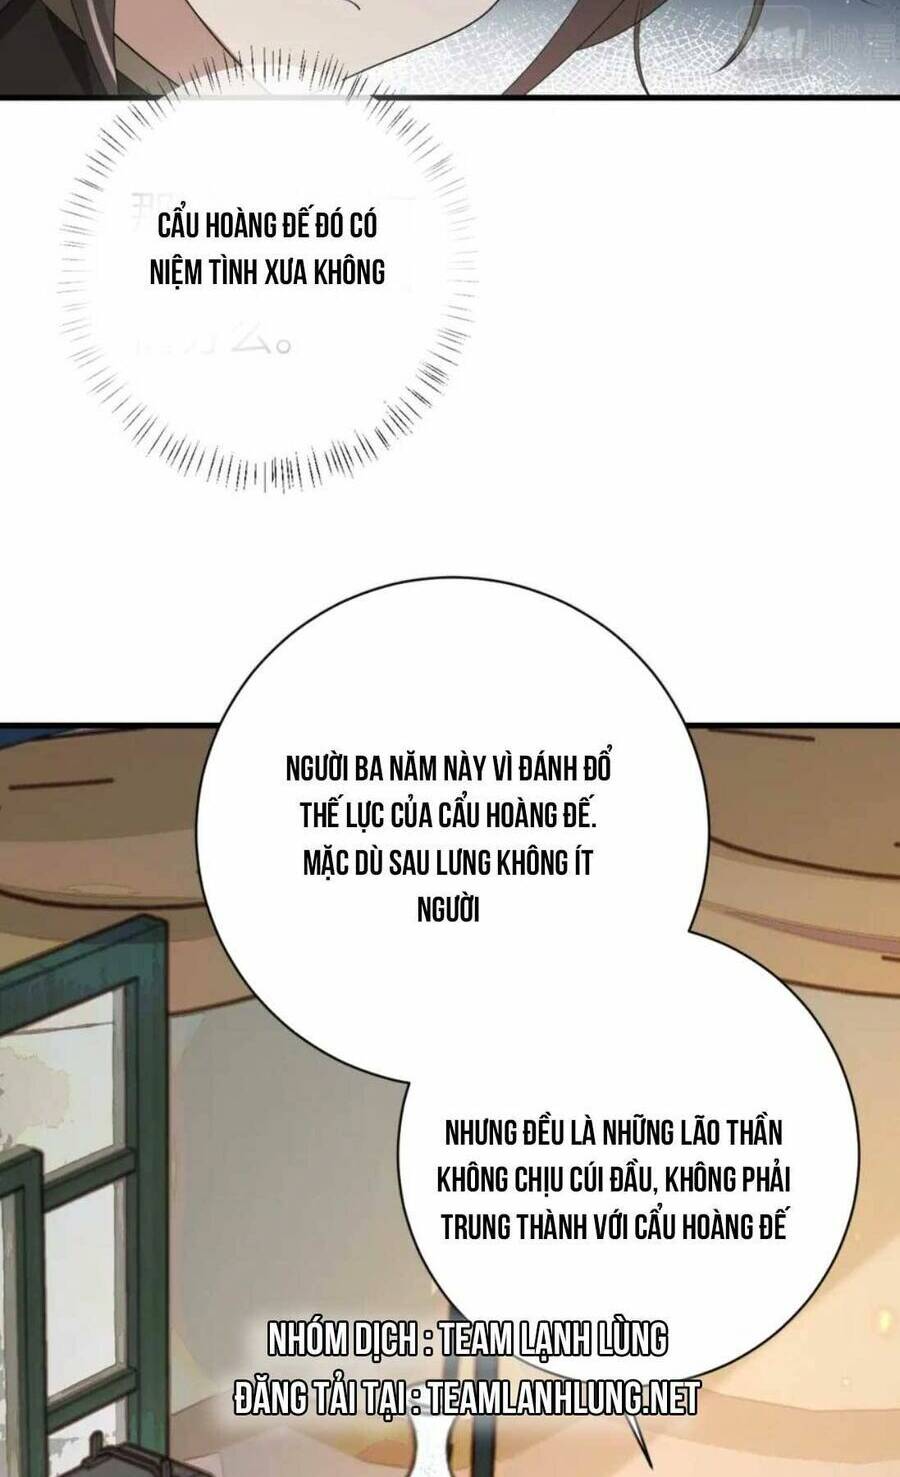 CẨU HOÀNG ĐẾ ĐÓ CÓ
NIỆM TÌNH XƯA KHÔNG
NGƯỜI BA NĂM NÀY VÌ ĐÁNH ĐỔ
THẾ LỰC CỦA CẨU HOÀNG ĐẾ.
MẶC DÙ SAU LƯNG KHÔNG ÍT
NGƯỜI
NHƯNG ĐỀU LÀ NHỮNG LÃO THẦN
KHÔNG CHỊU CÚI ĐẦU, KHÔNG PHẢI
TRUNG THÀNH VỚI CẨU HOÀNG ĐẾ
NHÓM DỊCH : TEAM LẠNH LÙNG
ĐĂNG TẢI TẠI : TEAMLANHLUNG.NET